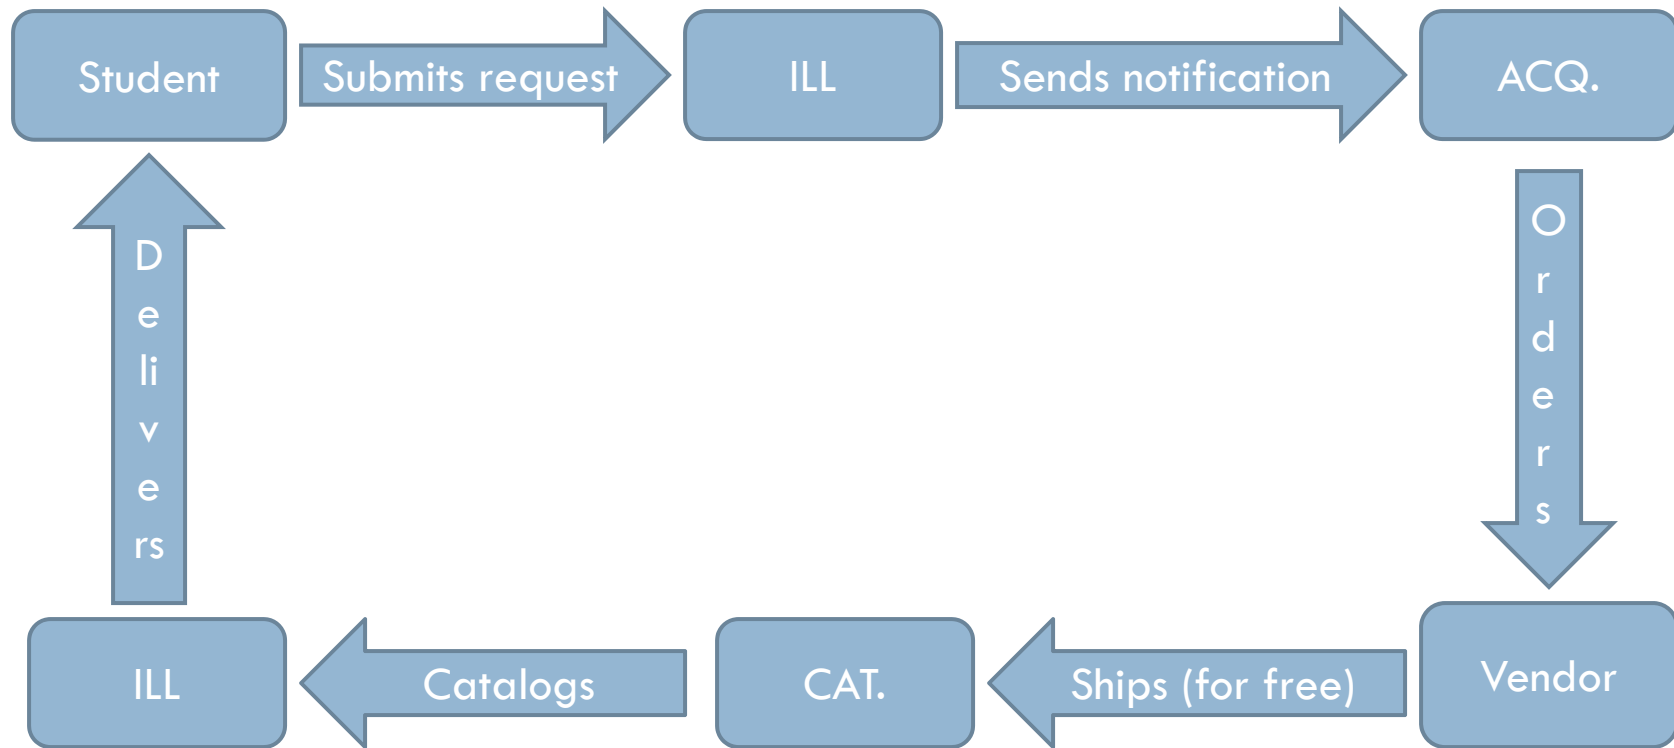 Student
Submits request
ILL
Sends notification
ACQ.
O
r
d
e
r
s
Vendor
Ships (for free)
CAT.
Catalogs
ILL
D
e
li
v
e
rs